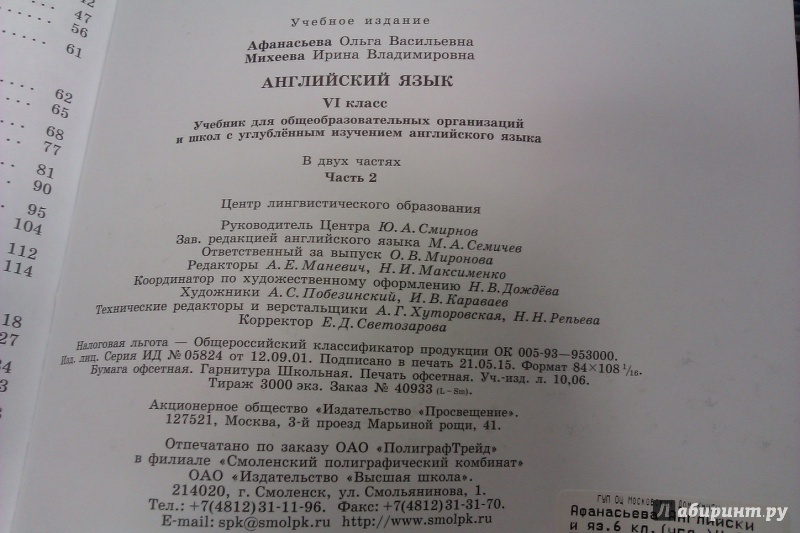 42
47
56
61
62
65
68
77
81
90
95
104
112
114
18
27
Учебное издание
Афанасьева Ольга Васильевна
Михеева Ирина Владимировна
АНГЛИЙСКИЙ ЯЗЫК
VI класс
Учебник для общеобразовательных организаций
и школ с углублённым изучением английского языка
В двух частях
Часть 2
Центр лингвистического образования
Руководитель Центра Ю. А. Смирнов
Зав. редакцией английского языка М. А. Семичев
Ответственный за выпуск О. В. Миронова
Редакторы А. Е. Маневич, Н. И. Максименко
Координатор по художественному оформлению Н. В. Дождёва
Художники А. С. Побезинский, И. В. Караваев
Технические редакторы и верстальщики А. Г. Хуторовская, Н. Н. Репьева
Корректор Е. Д. Светозарова
Налоговая льгота — Общероссийский классификатор продукции ОК 005-93—953000.
Изд. лиц. Серия ИД № 05824 от 12.09.01. Подписано в печать 21.05.15. Формат 84×108 1/16.
Бумага офсетная. Гарнитура Школьная. Печать офсетная. Уч.-изд. л. 10,06.
Тираж 3000 экз. Заказ № 40933 (L-Sm).
Акционерное общество «Издательство «Просвещение».
127521, Москва, 3-й проезд Марьиной рощи, 41.
Отпечатано по заказу ОАО «ПолиграфТрейд»
в филиале «Смоленский полиграфический комбинат»
ОАО «Издательство «Высшая школа».
214020, г. Смоленск, ул. Смольянинова, 1.
Тел.: +7(4812) 31-11-96. Факс: +7(4812) 31-31-70.
E-mail: spk@smolpk.ru http://www.smolpk.ru
ГУП ОЦ Московский дом
Афанасьева Английски
и яз.6 кл.
Лабиринт.ру